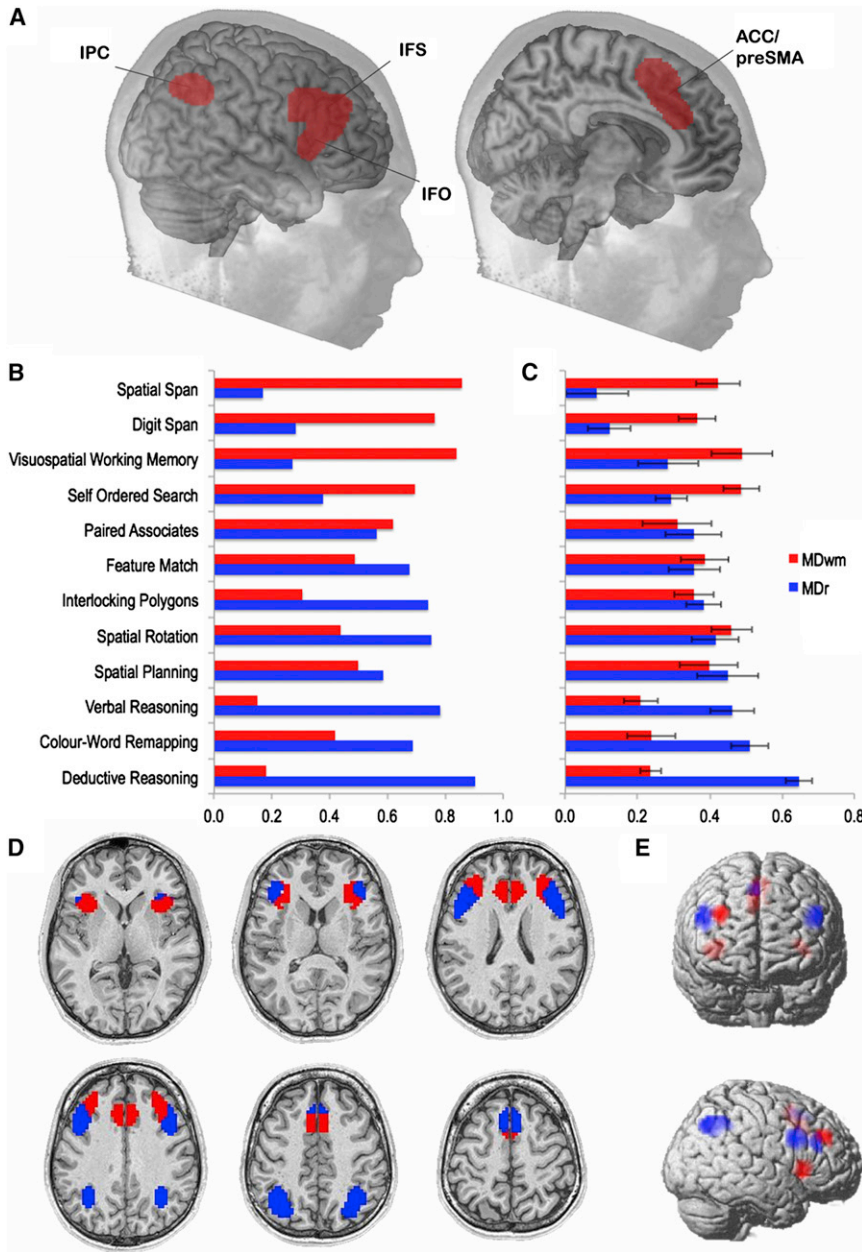 A
IPC
IFS
IFO
ACC/
preSMA
B
C
Spatial Span
Digit Span
Visuospatial Working Memory
Self Ordered Search
Paired Associates
Feature Match
Interlocking Polygons
Spatial Rotation
Spatial Planning
Verbal Reasoning
Colour-Word Remapping
Deductive Reasoning
0.0 0.2 0.4 0.6 0.8 1.0
MDwm
MDr
0.0 0.2 0.4 0.6 0.8
D
E